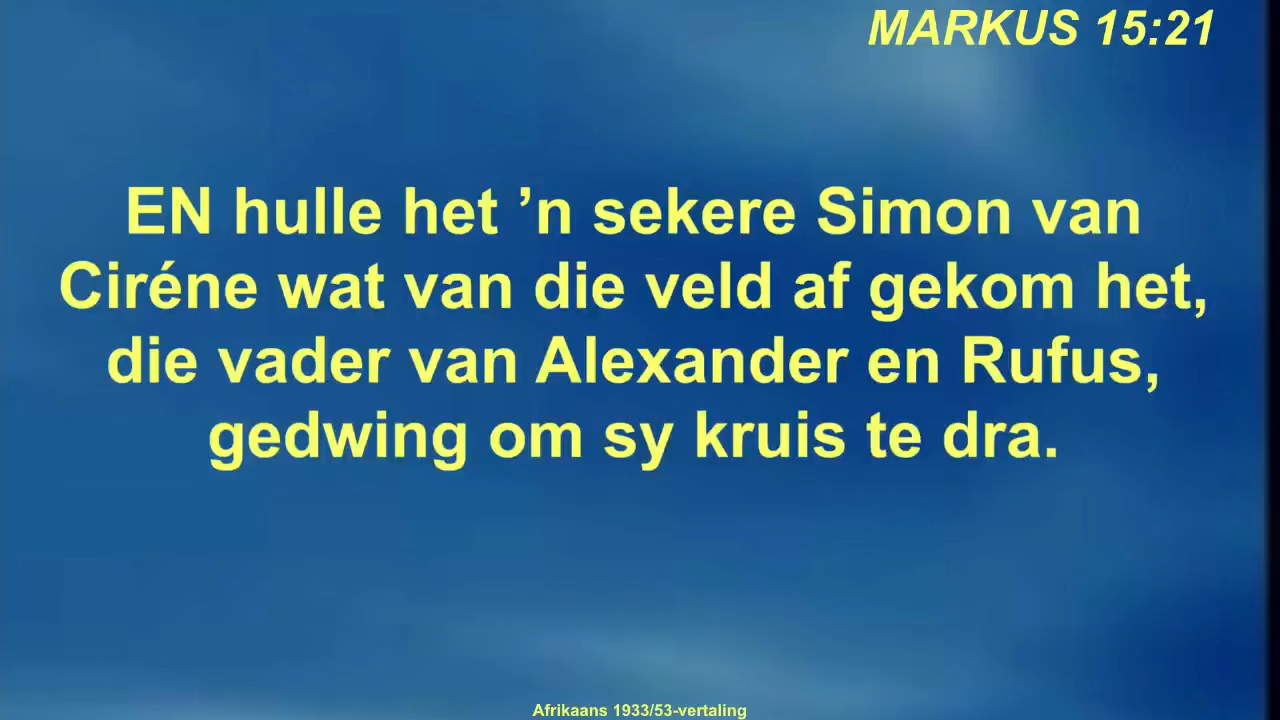 MARKUS 15:21
EN hulle het ’n sekere Simon van
Ciréne wat van die veld af gekom het,
die vader van Alexander en Rufus,
gedwing om sy kruis te dra.
Afrikaans 1933/53-vertaling